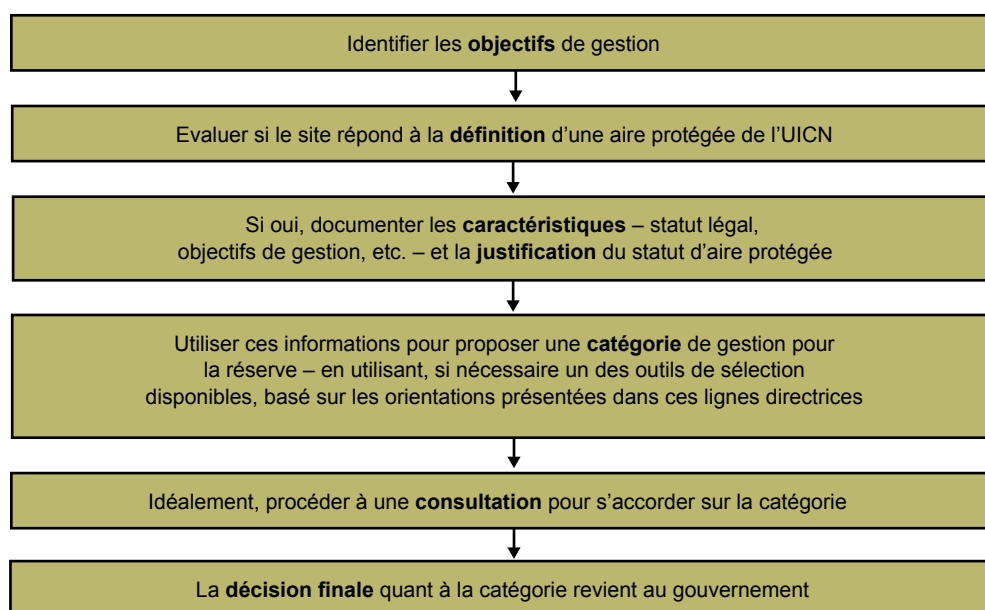 Identifier les objectifs de gestion
Evaluer si le site répond à la définition d'une aire protégée de l'UICN
Si oui, documenter les caractéristiques – statut légal,
objectifs de gestion, etc. – et la justification du statut d'aire protégée
Utiliser ces informations pour proposer une catégorie de gestion pour
la réserve – en utilisant, si nécessaire un des outils de sélection
disponibles, basé sur les orientations présentées dans ces lignes directrices
Idéalement, procéder à une consultation pour s'accorder sur la catégorie
La décision finale quant à la catégorie revient au gouvernement